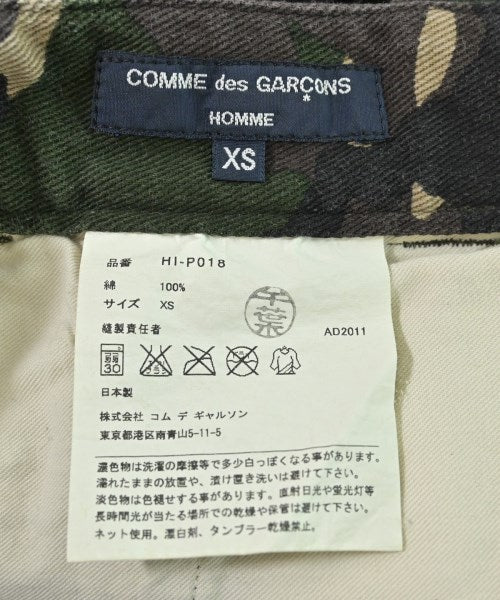 COMME des GARÇONS
HOMME
XS
品番 HI-P018
綿 100%
サイズ XS
千葉
縫製責任者 AD2011
30
日本製
株式会社 コム デ ギャルソン
東京都港区南青山5-11-5
濃色物は洗濯の摩擦等で多少白っぽくなる事があります。
濡れたままの放置や、漬け置き洗いは避けて下さい。
淡色物は色褪せする事があります。直射日光や蛍光灯等
長時間光が当たる場所での乾燥や保管は避けて下さい。
ネット使用。漂白剤、タンブラー乾燥禁止。